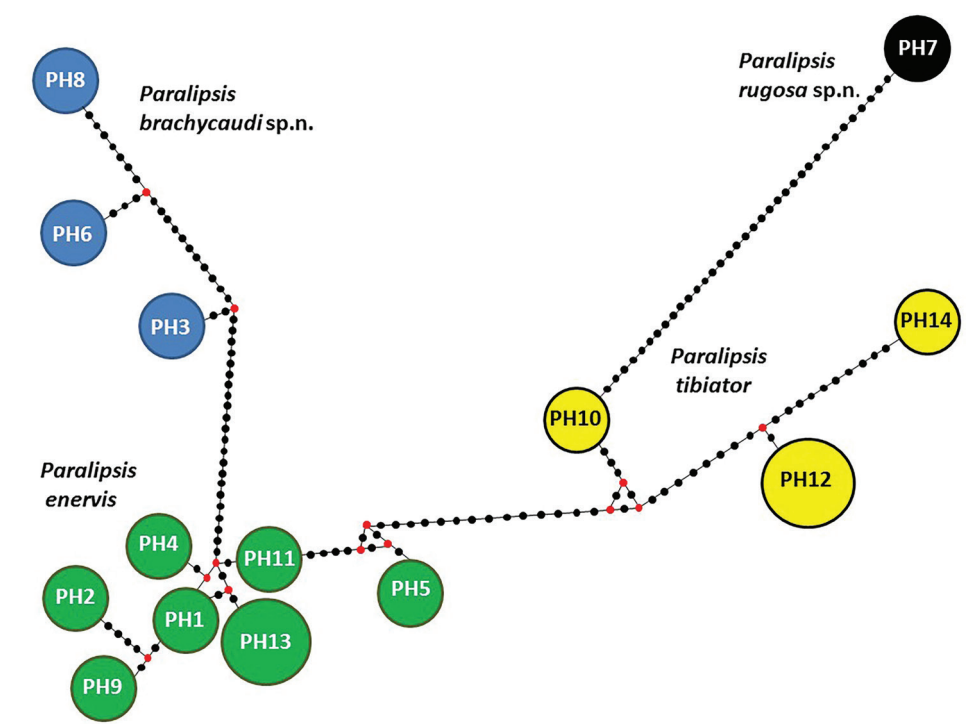 PH8
Paralipsis
brachycaudi sp.n.
PH6
PH3
Paralipsis
rugosa sp.n.
PH7
PH14
Paralipsis
tibiator
PH10
PH12
Paralipsis
enervis
PH4
PH11
PH5
PH2
PH1
PH13
PH9